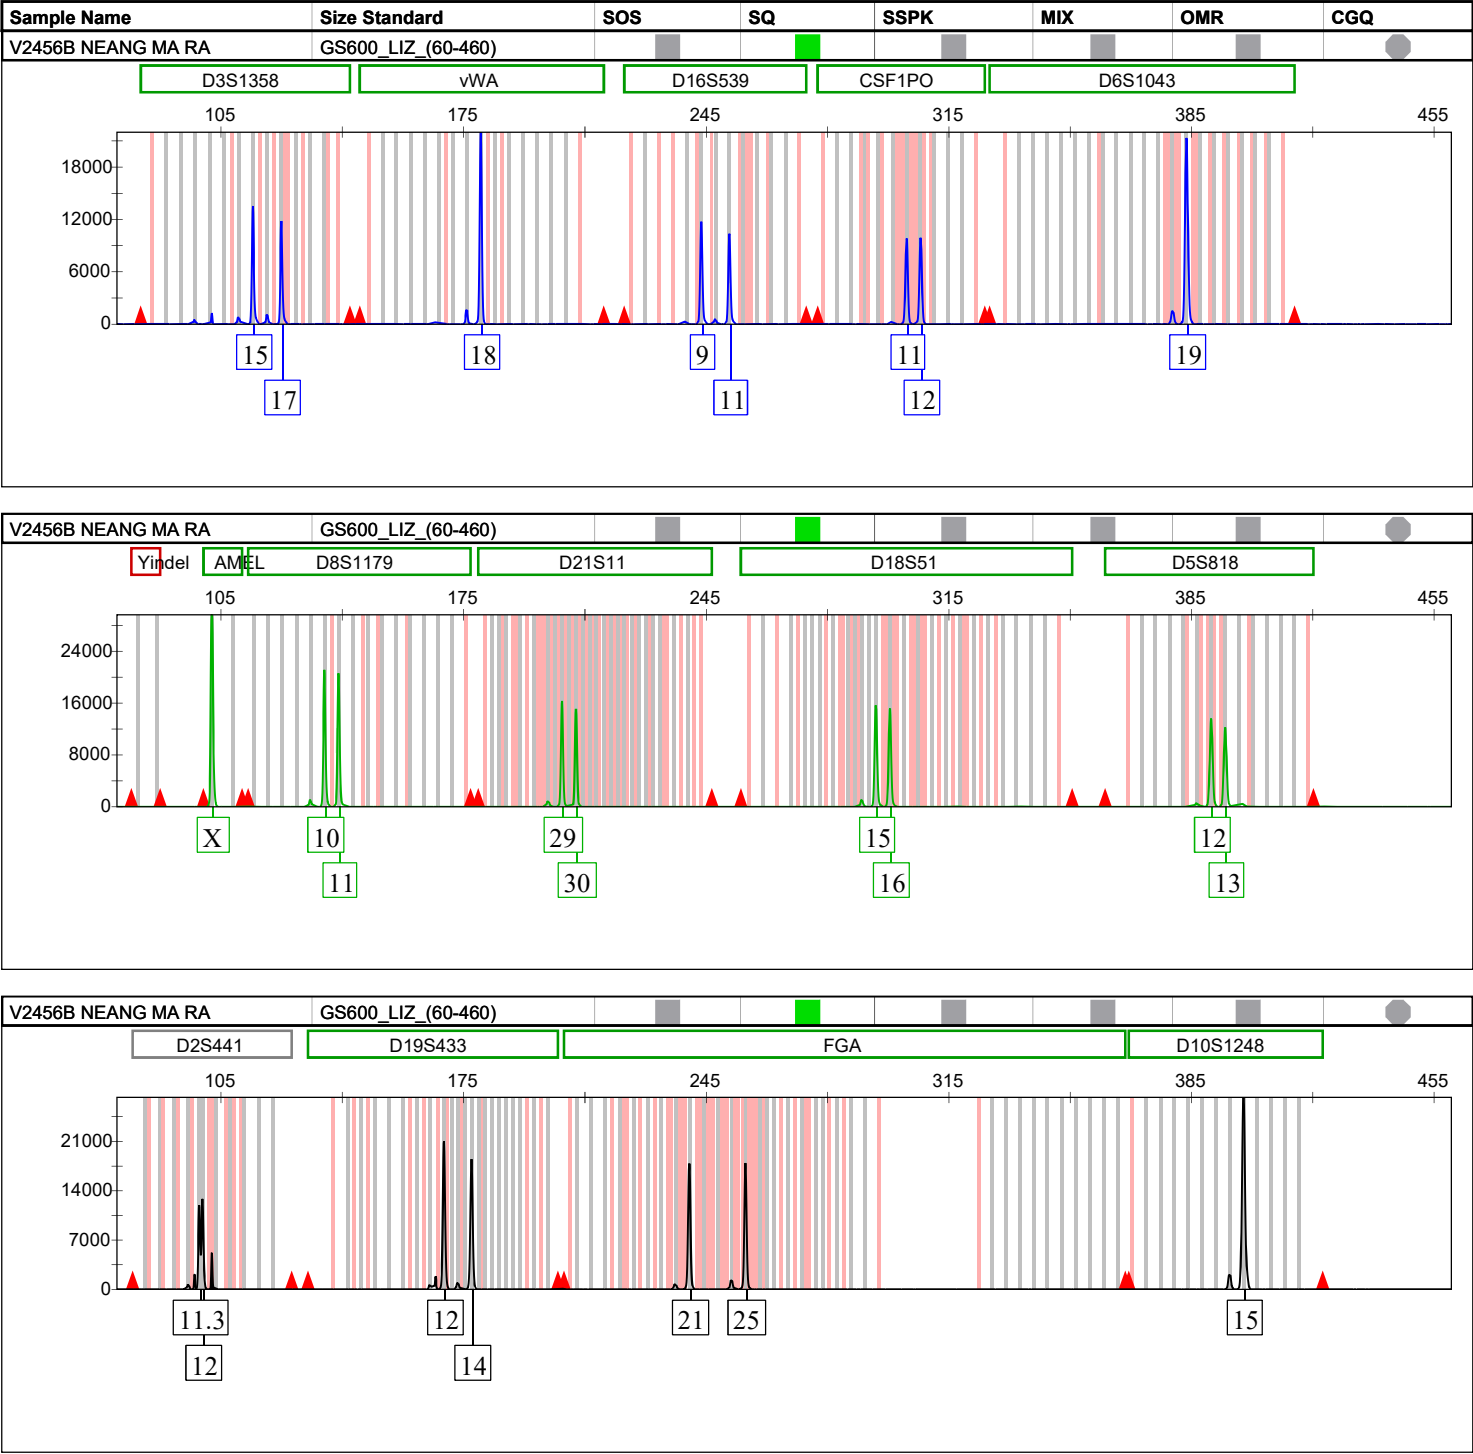 Sample Name Size Standard SOS SQ SSPK MIX OMR CGQ
V2456B NEANG MA RA GS600_LIZ_(60-460)
D3S1358 vWA D16S539 CSF1PO D6S1043
105 175 245 315 385 455
18000
12000
6000
0
15 18 9 11 19
17 11 12
V2456B NEANG MA RA GS600_LIZ_(60-460)
Yindel AMEL D8S1179 D21S11 D18S51 D5S818
105 175 245 315 385 455
24000
16000
8000
0
X 10 29 15 12
11 30 16 13
V2456B NEANG MA RA GS600_LIZ_(60-460)
D2S441 D19S433 FGA D10S1248
105 175 245 315 385 455
21000
14000
7000
0
11.3 12 21 25 15
12 14